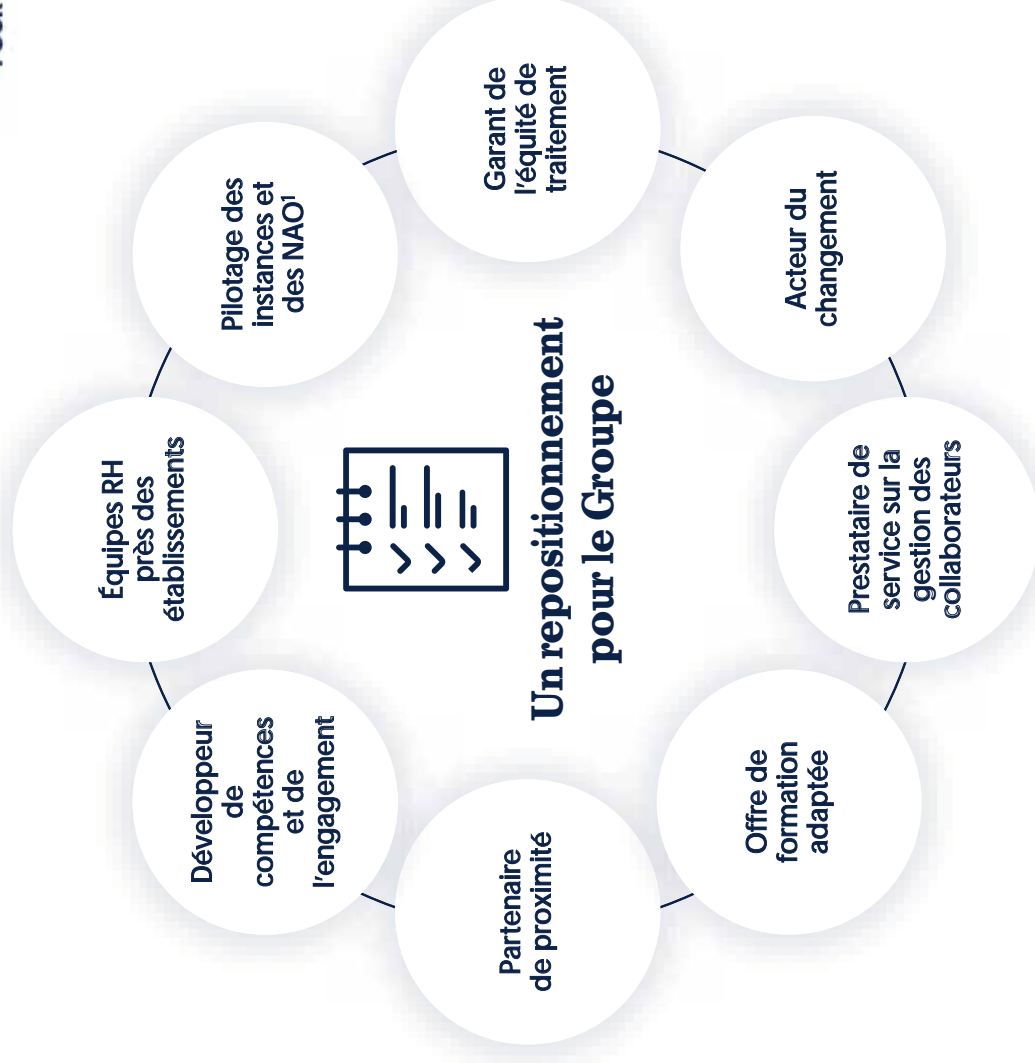 Équipes RH
près des
établissements
Pilotage des
instances et
des NAO¹
Garant de
l'équité de
traitement
Acteur du
changement
Prestataire de
service sur la
gestion des
collaborateurs
Offre de
formation
adaptée
Partenaire
de proximité
Développeur
de
compétences
et de
l'engagement
Un repositionnement
pour le Groupe